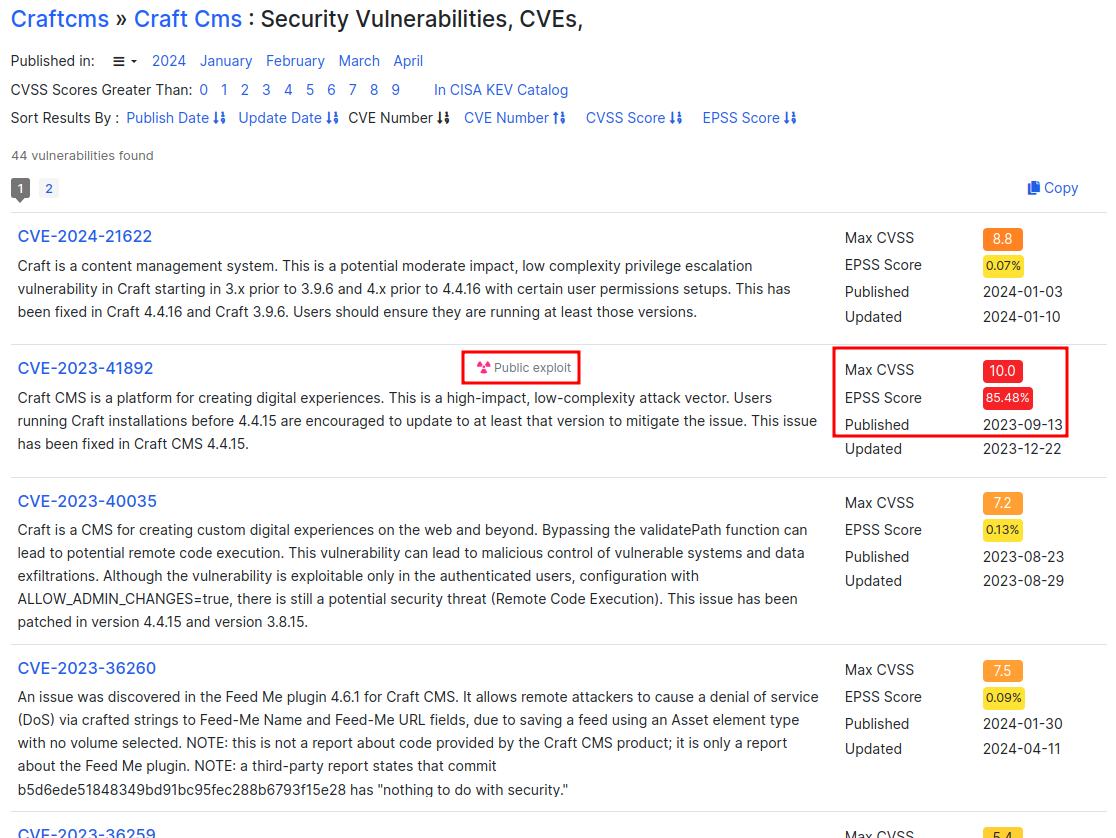 Craftcms » Craft Cms : Security Vulnerabilities, CVEs,
Published in: 2024 January February March April
CVSS Scores Greater Than: 0 1 2 3 4 5 6 7 8 9 In CISA KEV Catalog
Sort Results By : Publish Date Update Date CVE Number CVE Number CVSS Score EPSS Score
44 vulnerabilities found
1 2 Copy
CVE-2024-21622
Craft is a content management system. This is a potential moderate impact, low complexity privilege escalation
vulnerability in Craft starting in 3.x prior to 3.9.6 and 4.x prior to 4.4.16 with certain user permissions setups. This has
been fixed in Craft 4.4.16 and Craft 3.9.6. Users should ensure they are running at least those versions.
Max CVSS 8.8
EPSS Score 0.07%
Published 2024-01-03
Updated 2024-01-10
CVE-2023-41892 Public exploit
Craft CMS is a platform for creating digital experiences. This is a high-impact, low-complexity attack vector. Users
running Craft installations before 4.4.15 are encouraged to update to at least that version to mitigate the issue. This issue
has been fixed in Craft CMS 4.4.15.
Max CVSS 10.0
EPSS Score 85.48%
Published 2023-09-13
Updated 2023-12-22
CVE-2023-40035
Craft is a CMS for creating custom digital experiences on the web and beyond. Bypassing the validatePath function can
lead to potential remote code execution. This vulnerability can lead to malicious control of vulnerable systems and data
exfiltrations. Although the vulnerability is exploitable only in the authenticated users, configuration with
ALLOW_ADMIN_CHANGES=true, there is still a potential security threat (Remote Code Execution). This issue has been
patched in version 4.4.15 and version 3.8.15.
Max CVSS 7.2
EPSS Score 0.13%
Published 2023-08-23
Updated 2023-08-29
CVE-2023-36260
An issue was discovered in the Feed Me plugin 4.6.1 for Craft CMS. It allows remote attackers to cause a denial of service
(DoS) via crafted strings to Feed-Me Name and Feed-Me URL fields, due to saving a feed using an Asset element type
with no volume selected. NOTE: this is not a report about code provided by the Craft CMS product; it is only a report
about the Feed Me plugin. NOTE: a third-party report states that commit
b5d6ede51848349bd91bc95fec288b6793f15e28 has "nothing to do with security."
Max CVSS 7.5
EPSS Score 0.09%
Published 2024-01-30
Updated 2024-04-11
CVE-2023-36259
Max CVSS 5.4